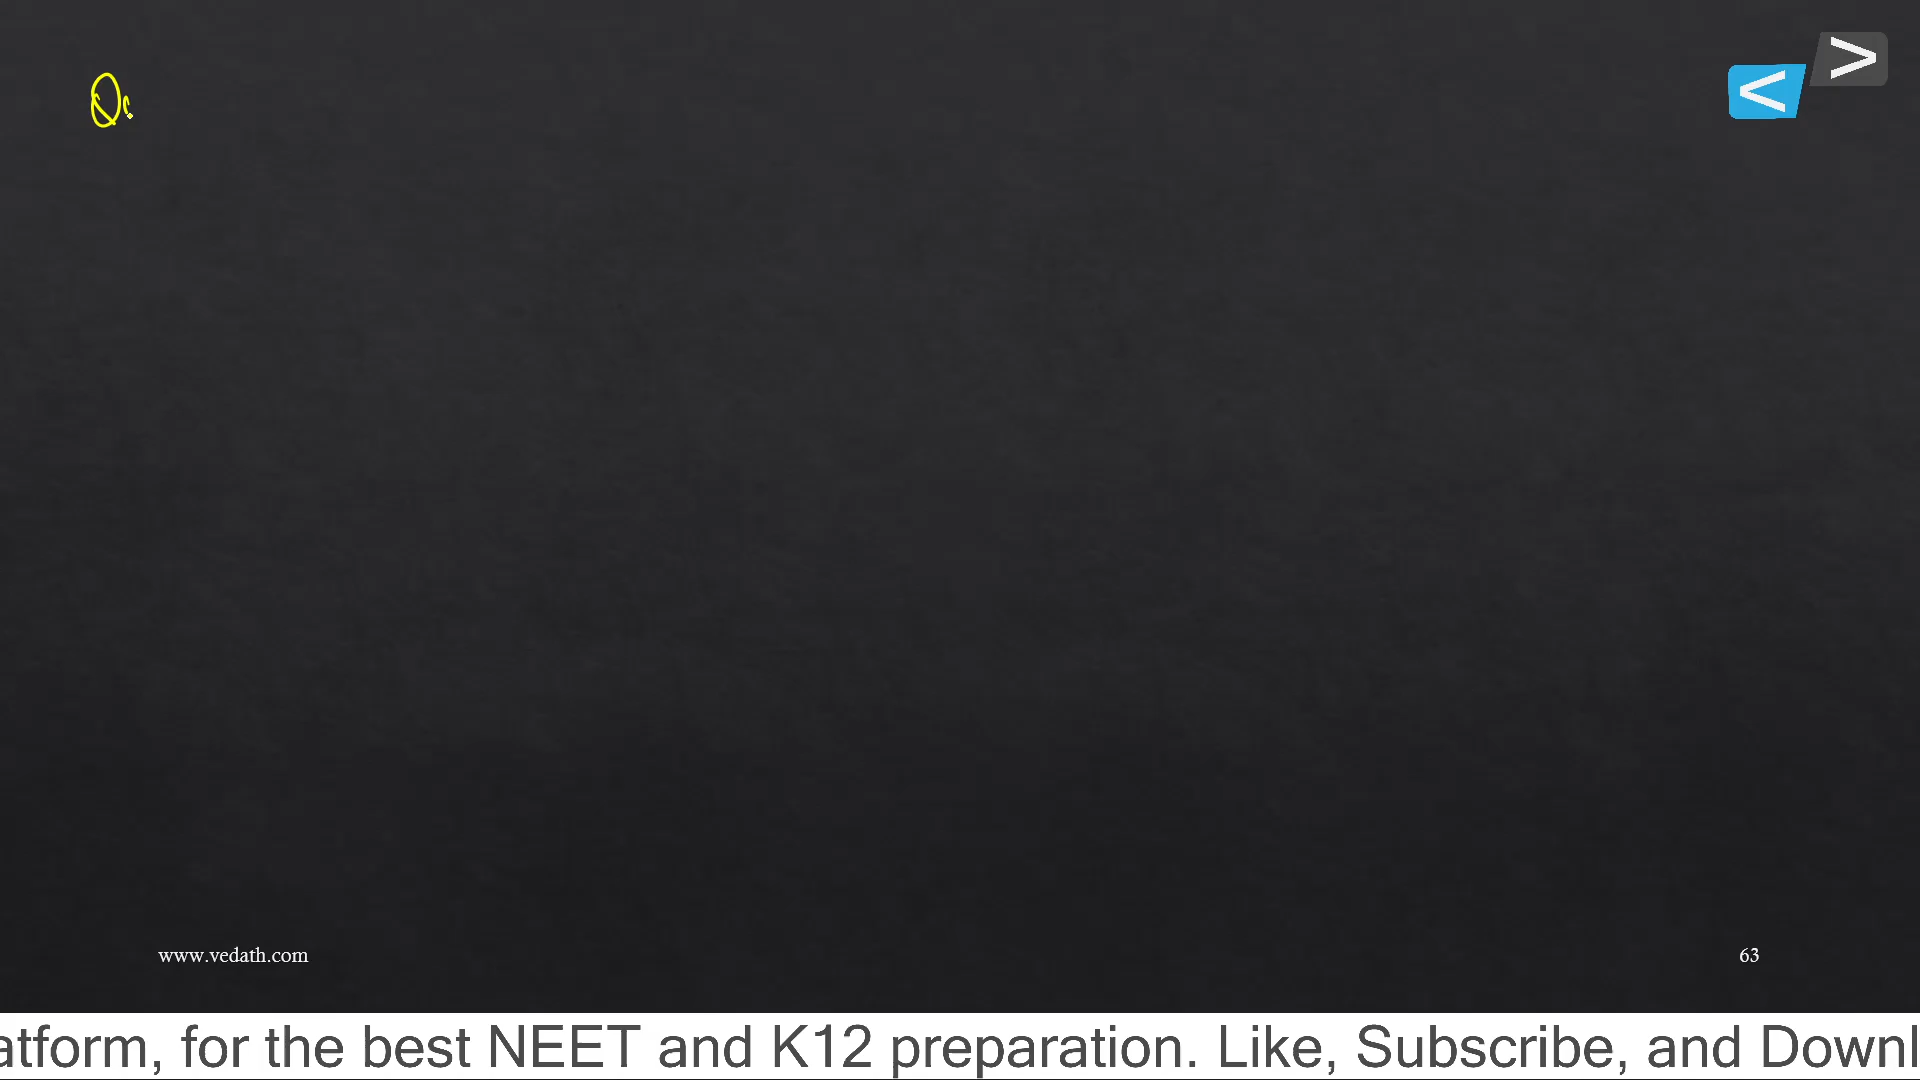 Q.
< >
www.vedath.com
63
atform, for the best NEET and K12 preparation. Like, Subscribe, and Downl